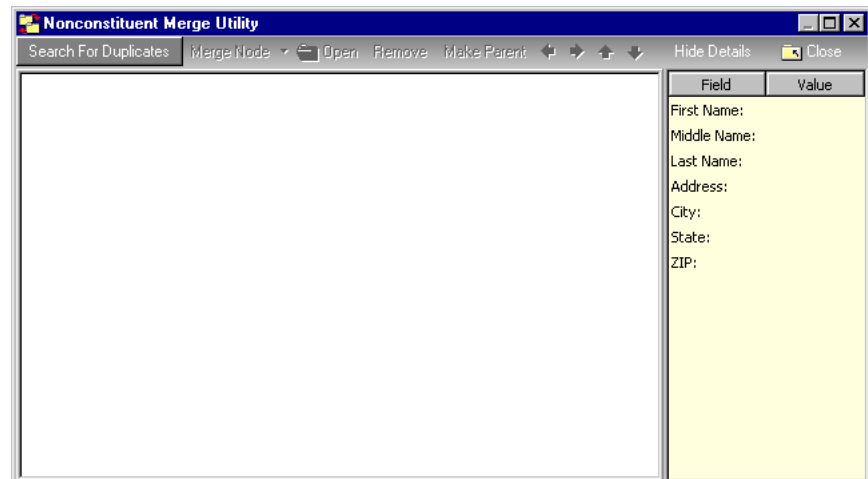 Nonconstituent Merge Utility
Search For Duplicates Merge Node Open Remove Make Parent Hide Details Close
Field Value
First Name:
Middle Name:
Last Name:
Address:
City:
State:
ZIP: